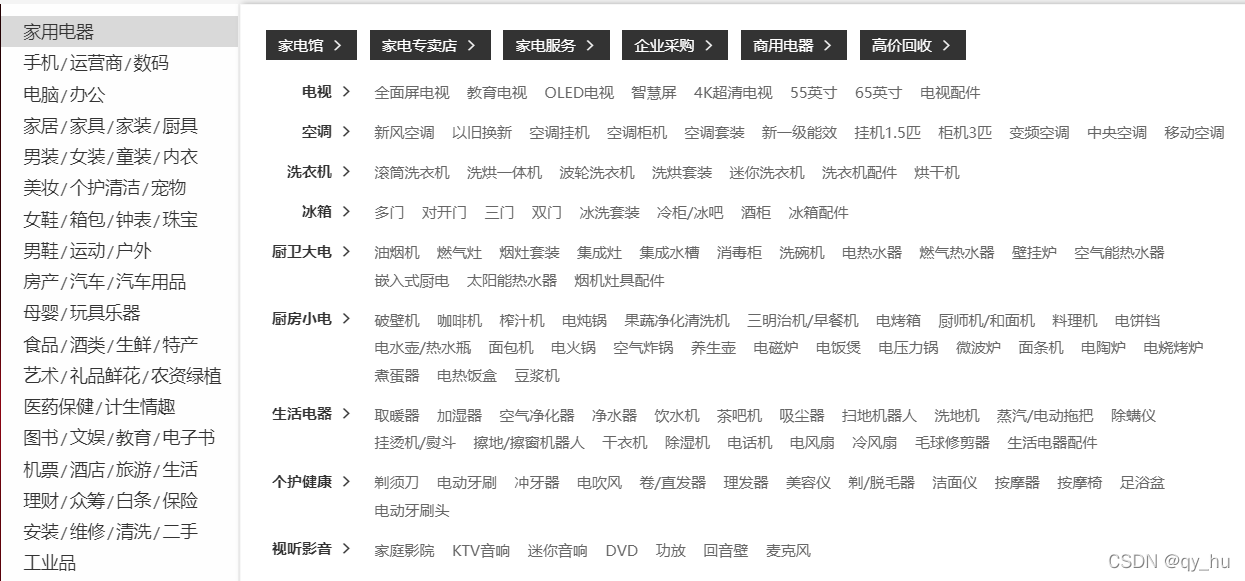 家用电器
手机/运营商/数码
电脑/办公
家居/家具/家装/厨具
男装/女装/童装/内衣
美妆/个护清洁/宠物
女鞋/箱包/钟表/珠宝
男鞋/运动/户外
房产/汽车/汽车用品
母婴/玩具乐器
食品/酒类/生鲜/特产
艺术/礼品鲜花/农资绿植
医药保健/计生情趣
图书/文娱/教育/电子书
机票/酒店/旅游/生活
理财/众筹/白条/保险
安装/维修/清洗/二手
工业品
家电馆 > 家电专卖店 > 家电服务 > 企业采购 > 商用电器 > 高价回收 >
电视 > 全面屏电视 教育电视 OLED电视 智慧屏 4K超清电视 55英寸 65英寸 电视配件
空调 > 新风空调 以旧换新 空调挂机 空调柜机 空调套装 新一级能效 挂机1.5匹 柜机3匹 变频空调 中央空调 移动空调
洗衣机 > 滚筒洗衣机 洗烘一体机 波轮洗衣机 洗烘套装 迷你洗衣机 洗衣机配件 烘干机
冰箱 > 多门 对开门 三门 双门 冰洗套装 冷柜/冰吧 酒柜 冰箱配件
厨卫大电 > 油烟机 燃气灶 烟灶套装 集成灶 集成水槽 消毒柜 洗碗机 电热水器 燃气热水器 壁挂炉 空气能热水器
嵌入式厨电 太阳能热水器 烟机灶具配件
厨房小电 > 破壁机 咖啡机 榨汁机 电炖锅 果蔬净化清洗机 三明治机/早餐机 电烤箱 厨师机/和面机 料理机 电饼铛
电水壶/热水瓶 面包机 电火锅 空气炸锅 养生壶 电磁炉 电饭煲 电压力锅 微波炉 面条机 电陶炉 电烧烤炉
煮蛋器 电热饭盒 豆浆机
生活电器 > 取暖器 加湿器 空气净化器 净水器 饮水机 茶吧机 吸尘器 扫地机器人 洗地机 蒸汽/电动拖把 除螨仪
挂烫机/熨斗 擦地/擦窗机器人 干衣机 除湿机 电话机 电风扇 冷风扇 毛球修剪器 生活电器配件
个护健康 > 剃须刀 电动牙刷 冲牙器 电吹风 卷/直发器 理发器 美容仪 剃/脱毛器 洁面仪 按摩器 按摩椅 足浴盆
电动牙刷头
视听影音 > 家庭影院 KTV音响 迷你音响 DVD 功放 回音壁 麦克风
CSDN @qy_hu